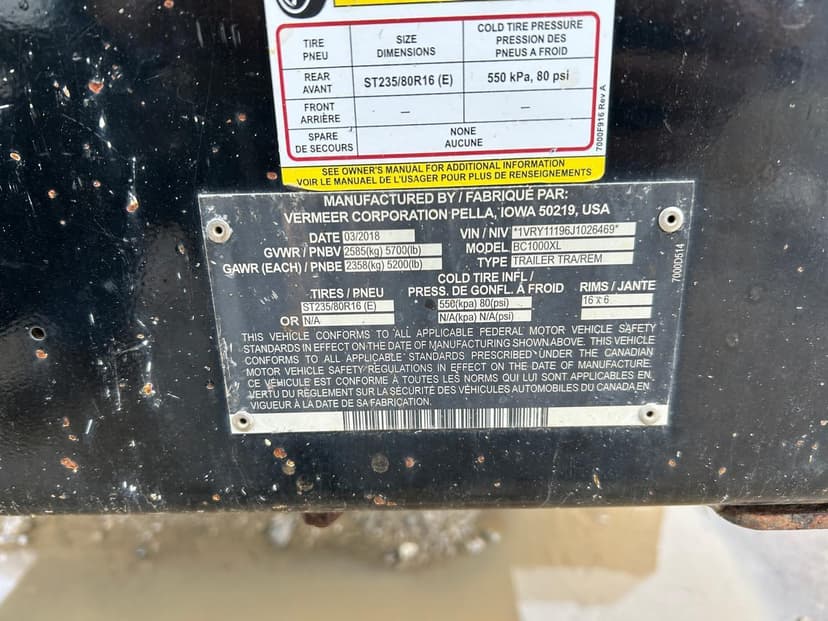 TIRE PNEU SIZE DIMENSIONS COLD TIRE PRESSURE PRESSION DES PNEUS A FROID
REAR AVANT ST235/80R16 (E) 550 kPa, 80 psi
FRONT ARRIÈRE — —
SPARE DE SECOURS NONE AUCUNE
7000F916 Rev A
SEE OWNER'S MANUAL FOR ADDITIONAL INFORMATION
VOIR LE MANUAEL DE L'USAGER POUR PLUS DE RENSEIGNEMENTS
MANUFACTURED BY / FABRIQUÉ PAR:
VERMEER CORPORATION PELLA, IOWA 50219, USA
DATE 03/2018 VIN / NIV *1VRY11196J1026469*
GVWR / PNBV 2585(kg) 5700(lb) MODEL BC1000XL
GAWR (EACH) / PNBE 2358(kg) 5200(lb) TYPE TRAILER TRA/REM
7000D514
TIRES / PNEU COLD TIRE INFL / PRESS. DE GONFL. À FROID RIMS / JANTE
ST235/80R16 (E) 550(kpa) 80(psi) 16 x 6
OR N/A N/A(kpa) N/A(psi)
THIS VEHICLE CONFORMS TO ALL APPLICABLE FEDERAL MOTOR VEHICLE SAFETY
STANDARDS IN EFFECT ON THE DATE OF MANUFACTURING SHOWN ABOVE. THIS VEHICLE
CONFORMS TO ALL APPLICABLE STANDARDS PRESCRIBED UNDER THE CANADIAN
MOTOR VEHICLE SAFETY REGULATIONS IN EFFECT ON THE DATE OF MANUFACTURE.
CE VÉHICULE EST CONFORME À TOUTES LES NORMS QUI LUI SONT APPLICABLES EN
VERTU DU RÈGLEMENT SUR LA SÉCURITÉ DES VÉHICULES AUTOMOBILES DU CANADA EN
VIGUEUR À LA DATE DE SA FABRICATION.